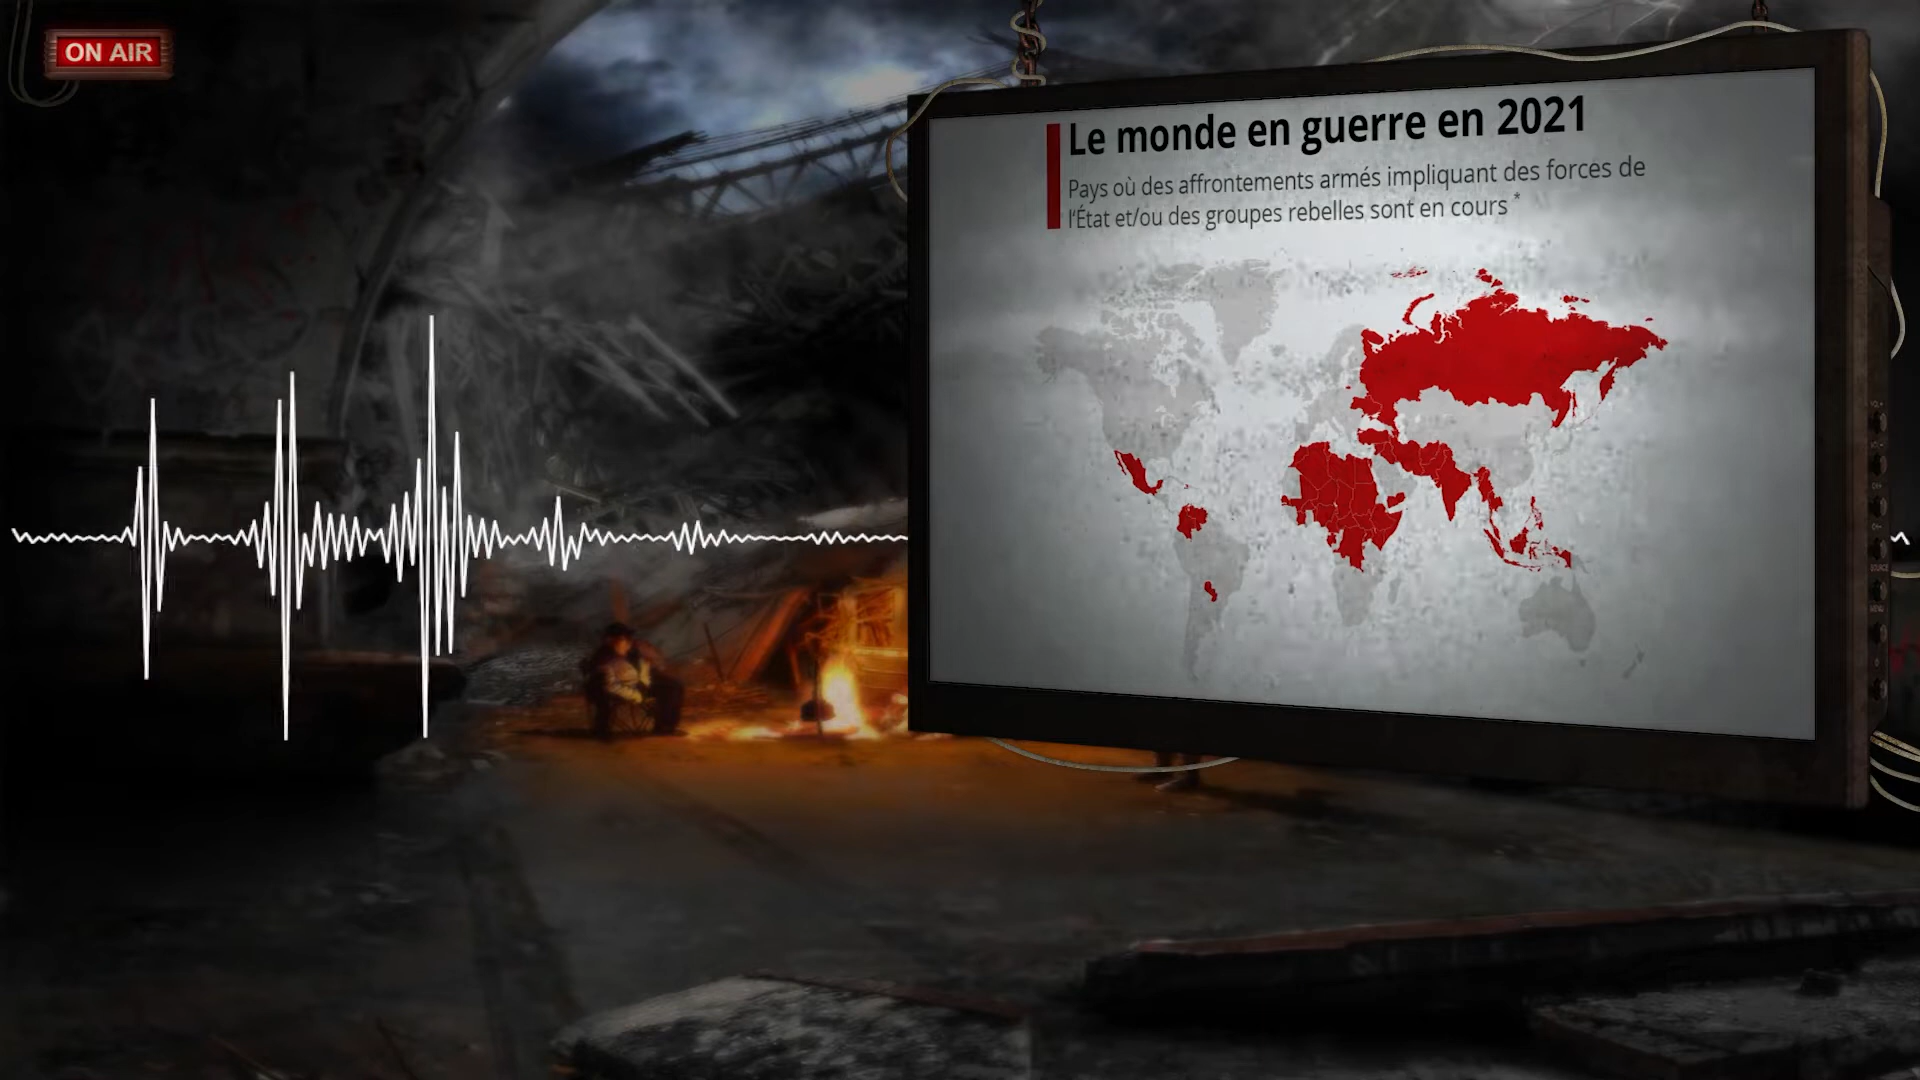 ON AIR
Le monde en guerre en 2021
Pays où des affrontements armés impliquant des forces de
l'État et/ou des groupes rebelles sont en cours *